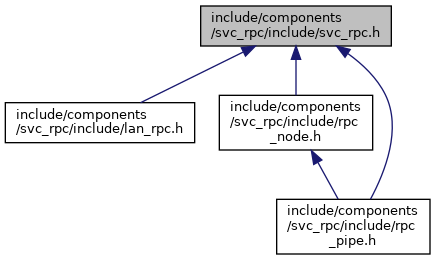 include/components
/svc_rpc/include/svc_rpc.h
include/components
/svc_rpc/include/lan_rpc.h
include/components
/svc_rpc/include/rpc
_node.h
include/components
/svc_rpc/include/rpc
_pipe.h